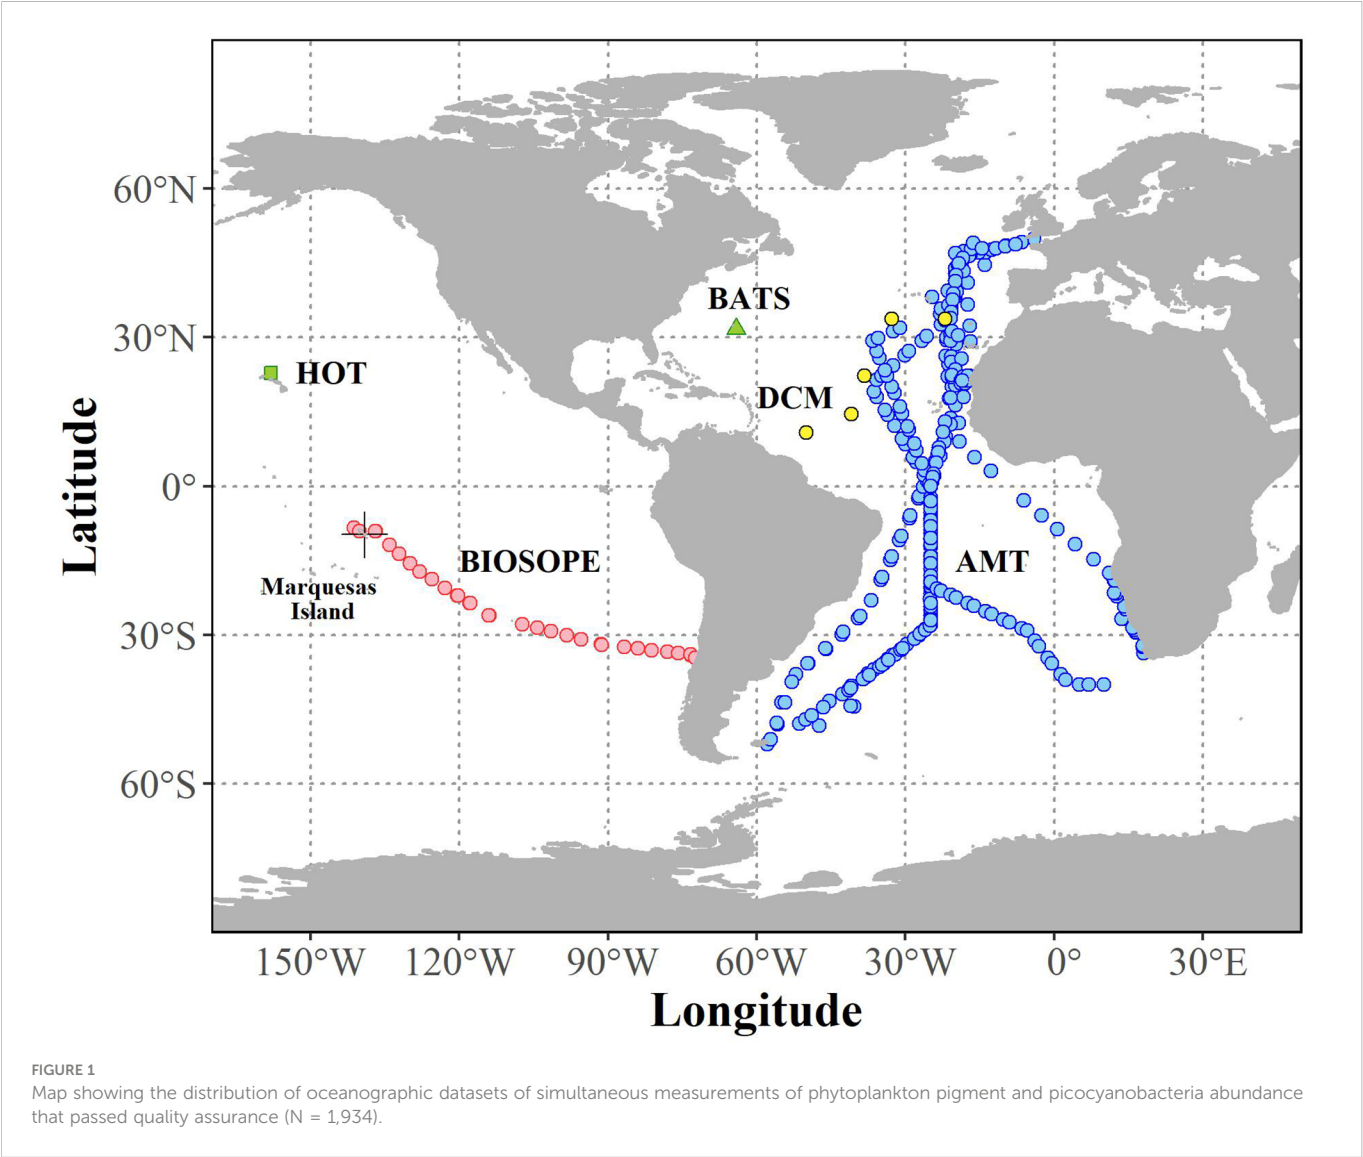 60°N
30°N
0°
30°S
60°S
Latitude
BATS
HOT
DCM
BIOSOPE
AMT
Marquesas
Island
150°W 120°W 90°W 60°W 30°W 0° 30°E
Longitude
FIGURE 1
Map showing the distribution of oceanographic datasets of simultaneous measurements of phytoplankton pigment and picocyanobacteria abundance
that passed quality assurance (N = 1,934).